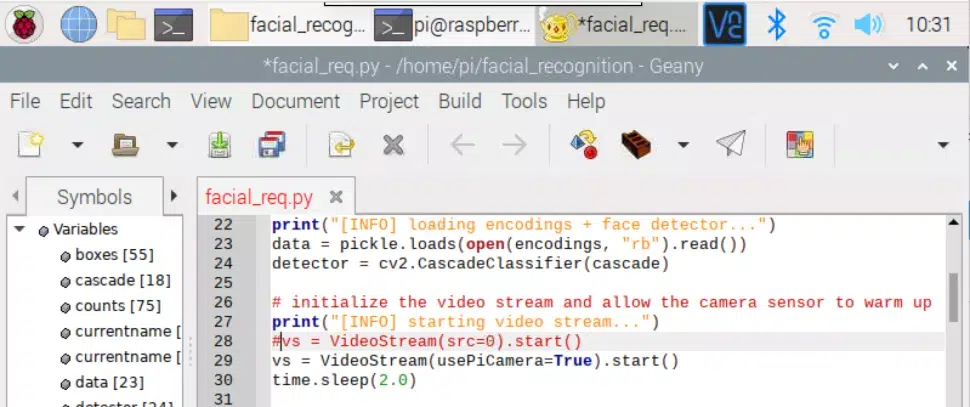 facial_recog... pi@raspberr... *facial_req.... 10:31
*facial_req.py - /home/pi/facial_recognition - Geany
File Edit Search View Document Project Build Tools Help
Symbols facial_req.py
Variables
boxes [55]
cascade [18]
counts [75]
currentname [
currentname [
data [23]
detector [24]
22 print("[INFO] loading encodings + face detector...")
23 data = pickle.loads(open(encodings, "rb").read())
24 detector = cv2.CascadeClassifier(cascade)
25
26 # initialize the video stream and allow the camera sensor to warm up
27 print("[INFO] starting video stream...")
28 #vs = VideoStream(src=0).start()
29 vs = VideoStream(usePiCamera=True).start()
30 time.sleep(2.0)
31